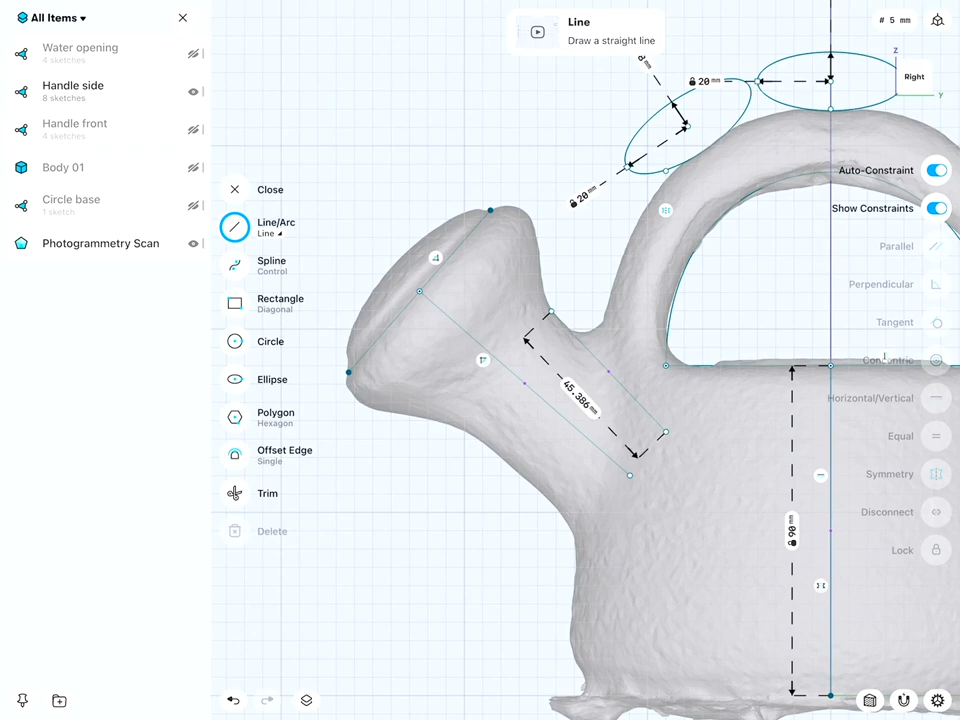 All Items ▾
Water opening
4 sketches
Handle side
8 sketches
Handle front
4 sketches
Body 01
Circle base
1 sketch
Photogrammetry Scan
Close
Line/Arc
Line
Spline
Control
Rectangle
Diagonal
Circle
Ellipse
Polygon
Hexagon
Offset Edge
Single
Trim
Delete
Line
Draw a straight line
# 5 mm
Z
Right
Y
20 mm
20 mm
45.386 mm
90 mm
Auto-Constraint
Show Constraints
Parallel
Perpendicular
Tangent
Concentric
Horizontal/Vertical
Equal
Symmetry
Disconnect
Lock